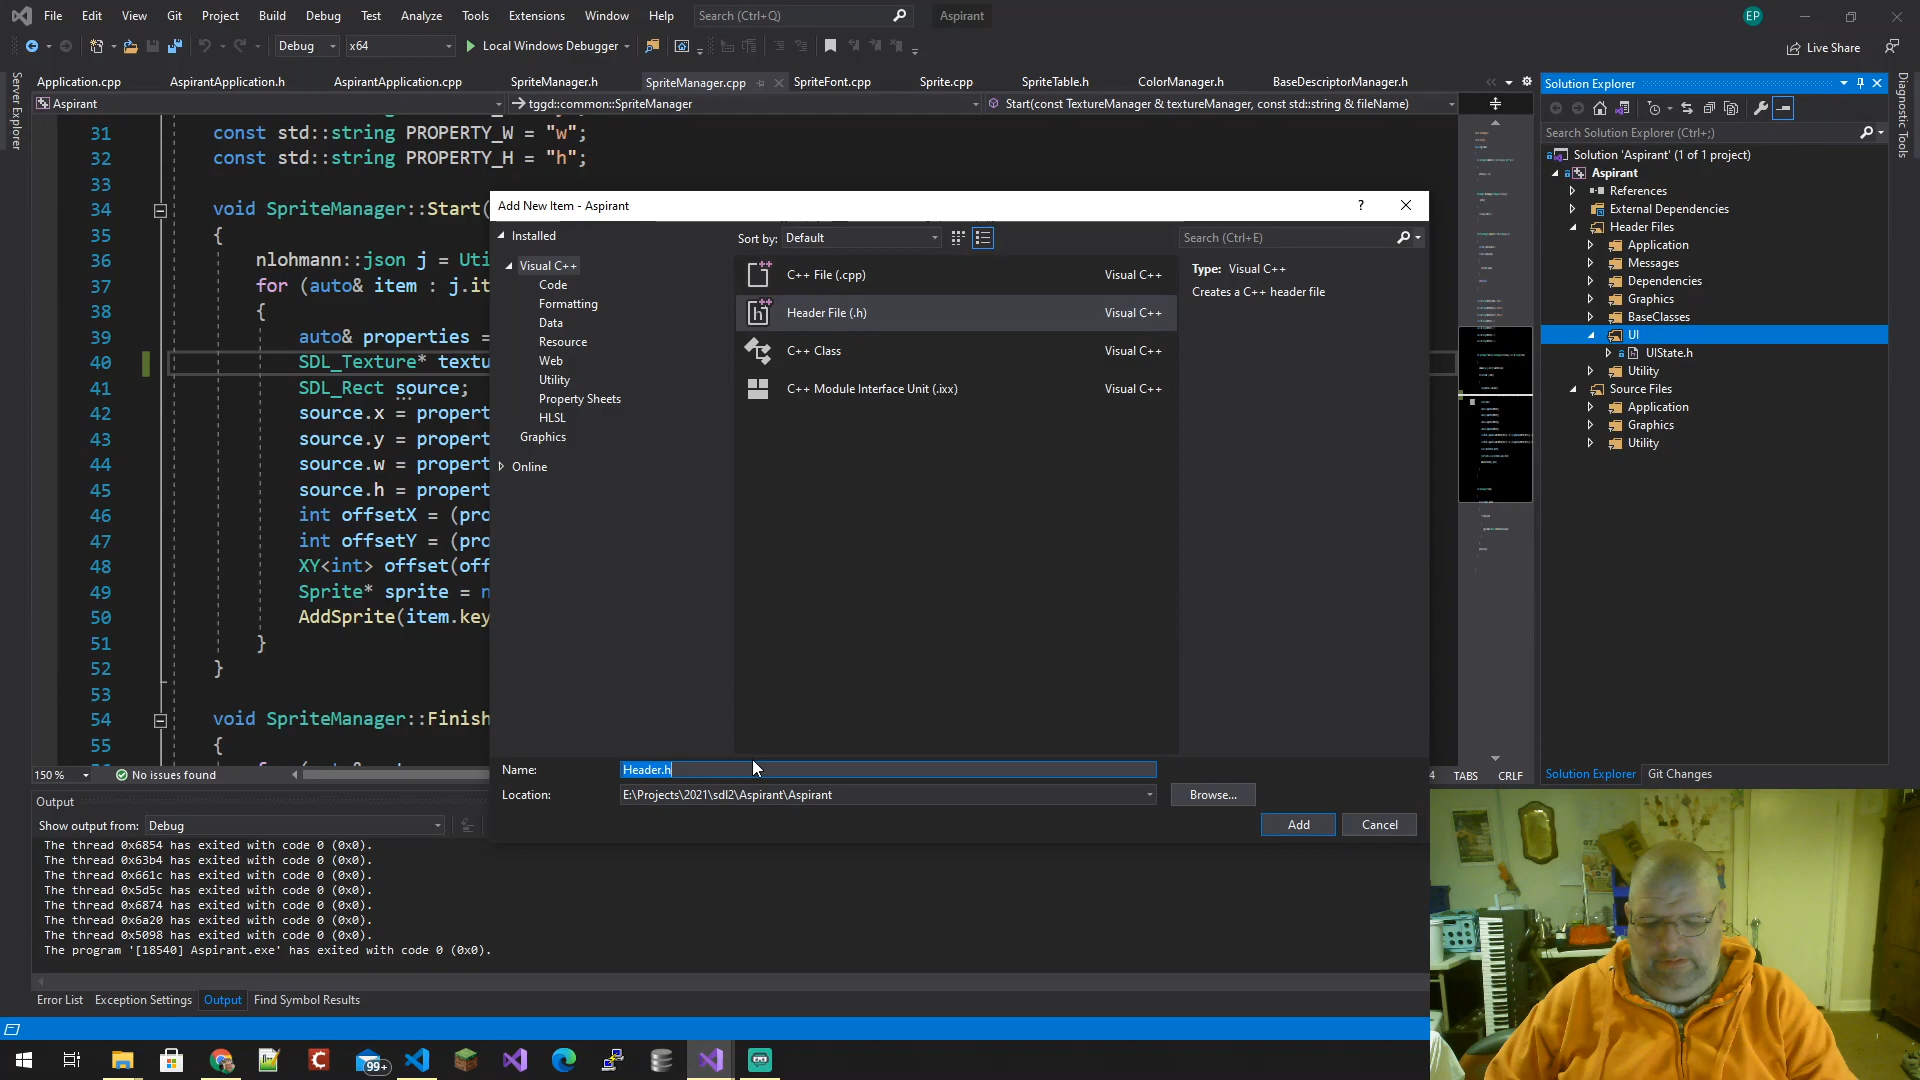 File Edit View Git Project Build Debug Test Analyze Tools Extensions Window Help Search (Ctrl+Q) Aspirant EP
Debug x64 Local Windows Debugger Live Share
Application.cpp AspirantApplication.h AspirantApplication.cpp SpriteManager.h SpriteManager.cpp SpriteFont.cpp Sprite.cpp SpriteTable.h ColorManager.h BaseDescriptorManager.h
Aspirant tggd::common::SpriteManager Start(const TextureManager & textureManager, const std::string & fileName)
Server Explorer
31 const std::string PROPERTY_W = "w";
32 const std::string PROPERTY_H = "h";
33
34 void SpriteManager::Start(
35 {
36 nlohmann::json j = Uti
37 for (auto& item : j.it
38 {
39 auto& properties =
40 SDL_Texture* textu
41 SDL_Rect source;
42 source.x = propert
43 source.y = propert
44 source.w = propert
45 source.h = propert
46 int offsetX = (pro
47 int offsetY = (pro
48 XY<int> offset(off
49 Sprite* sprite = n
50 AddSprite(item.key
51 }
52 }
53
54 void SpriteManager::Finish
55 {
150 % No issues found
TABS CRLF
Add New Item - Aspirant ?
Installed
Visual C++
Code
Formatting
Data
Resource
Web
Utility
Property Sheets
HLSL
Graphics
Online
Sort by: Default
Search (Ctrl+E)
C++ File (.cpp) Visual C++
Header File (.h) Visual C++
C++ Class Visual C++
C++ Module Interface Unit (.ixx) Visual C++
Type: Visual C++
Creates a C++ header file
Name: Header.h
Location: E:\Projects\2021\sdl2\Aspirant\Aspirant
Browse...
Add Cancel
Solution Explorer
Search Solution Explorer (Ctrl+;)
Solution 'Aspirant' (1 of 1 project)
Aspirant
References
External Dependencies
Header Files
Application
Messages
Dependencies
Graphics
BaseClasses
UI
UIState.h
Utility
Source Files
Application
Graphics
Utility
Solution Explorer Git Changes
Diagnostic Tools
Output
Show output from: Debug
The thread 0x6854 has exited with code 0 (0x0).
The thread 0x63b4 has exited with code 0 (0x0).
The thread 0x661c has exited with code 0 (0x0).
The thread 0x5d5c has exited with code 0 (0x0).
The thread 0x6874 has exited with code 0 (0x0).
The thread 0x6a20 has exited with code 0 (0x0).
The thread 0x5098 has exited with code 0 (0x0).
The program '[18540] Aspirant.exe' has exited with code 0 (0x0).
Error List Exception Settings Output Find Symbol Results
99+